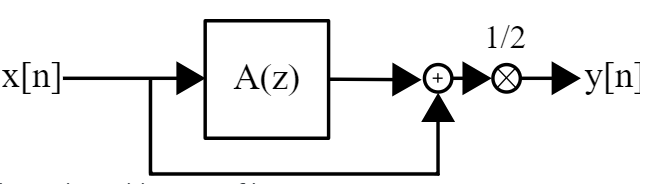 1/2
x[n]
A(z)
+
y[n]